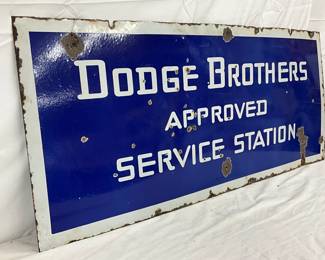 DODGE BROTHERS
APPROVED
SERVICE STATION